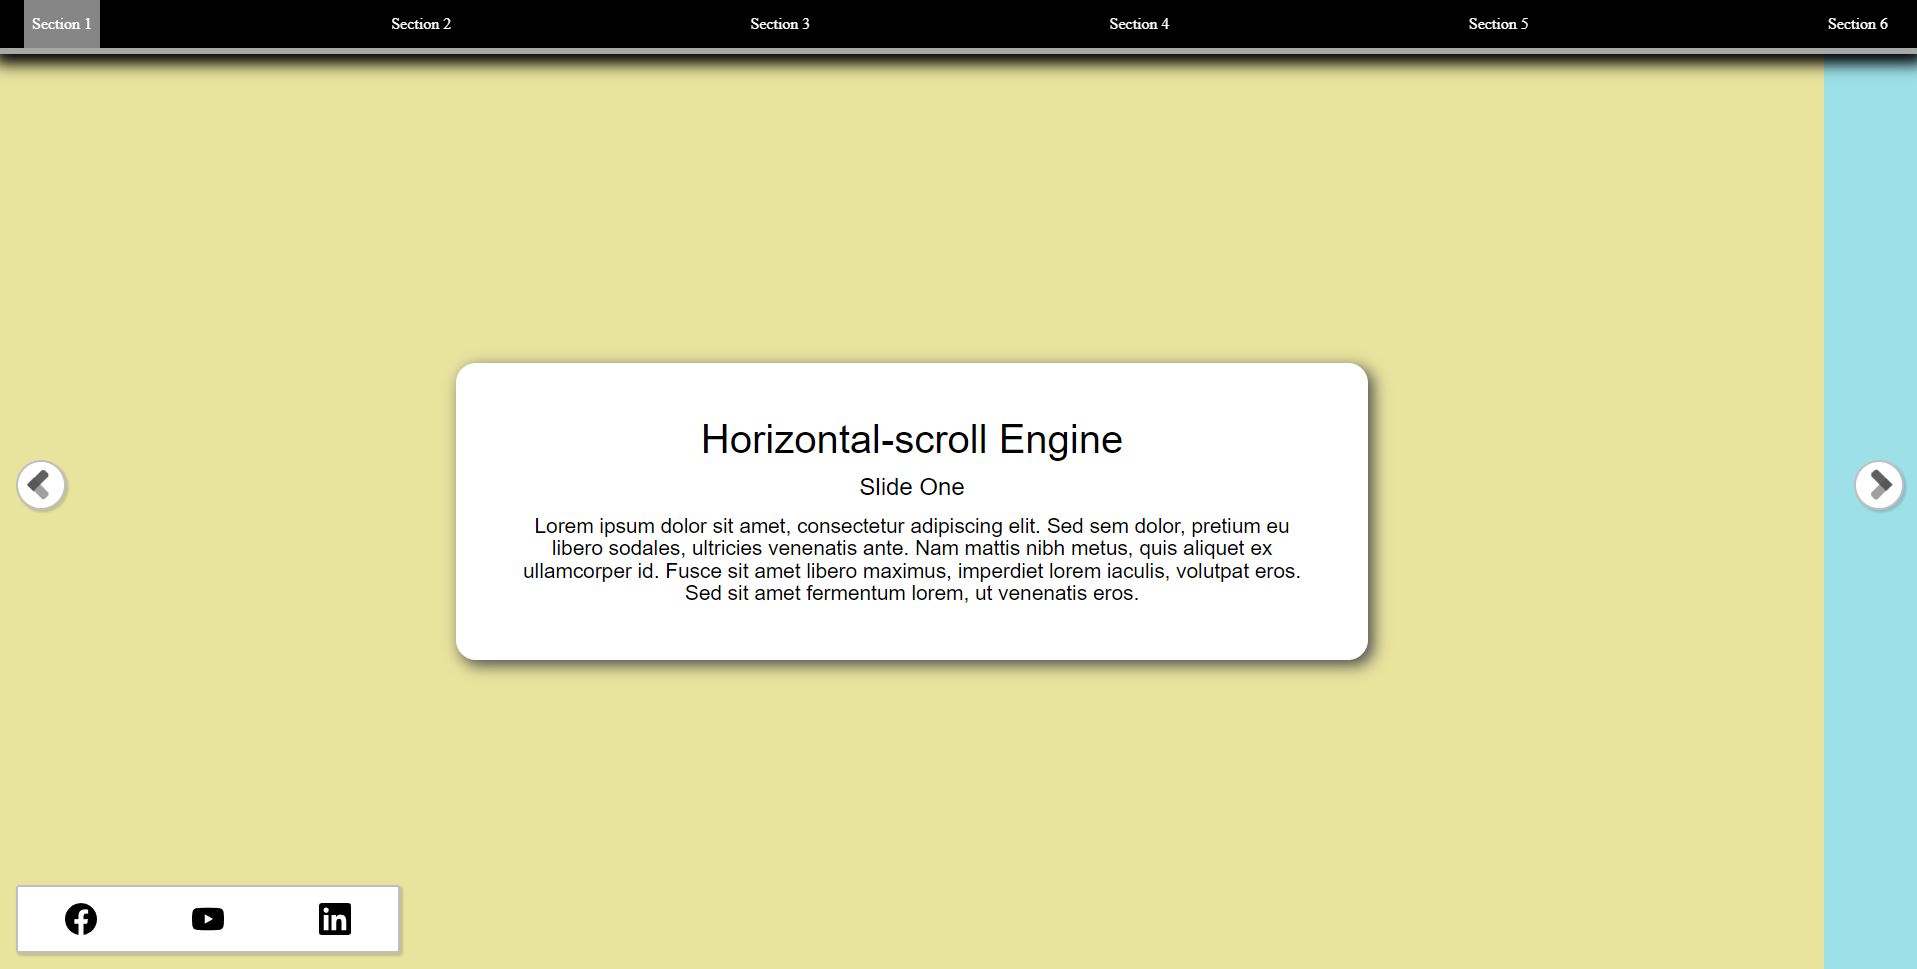 Section 1 Section 2 Section 3 Section 4 Section 5 Section 6
Horizontal-scroll Engine
Slide One
Lorem ipsum dolor sit amet, consectetur adipiscing elit. Sed sem dolor, pretium eu
libero sodales, ultricies venenatis ante. Nam mattis nibh metus, quis aliquet ex
ullamcorper id. Fusce sit amet libero maximus, imperdiet lorem iaculis, volutpat eros.
Sed sit amet fermentum lorem, ut venenatis eros.